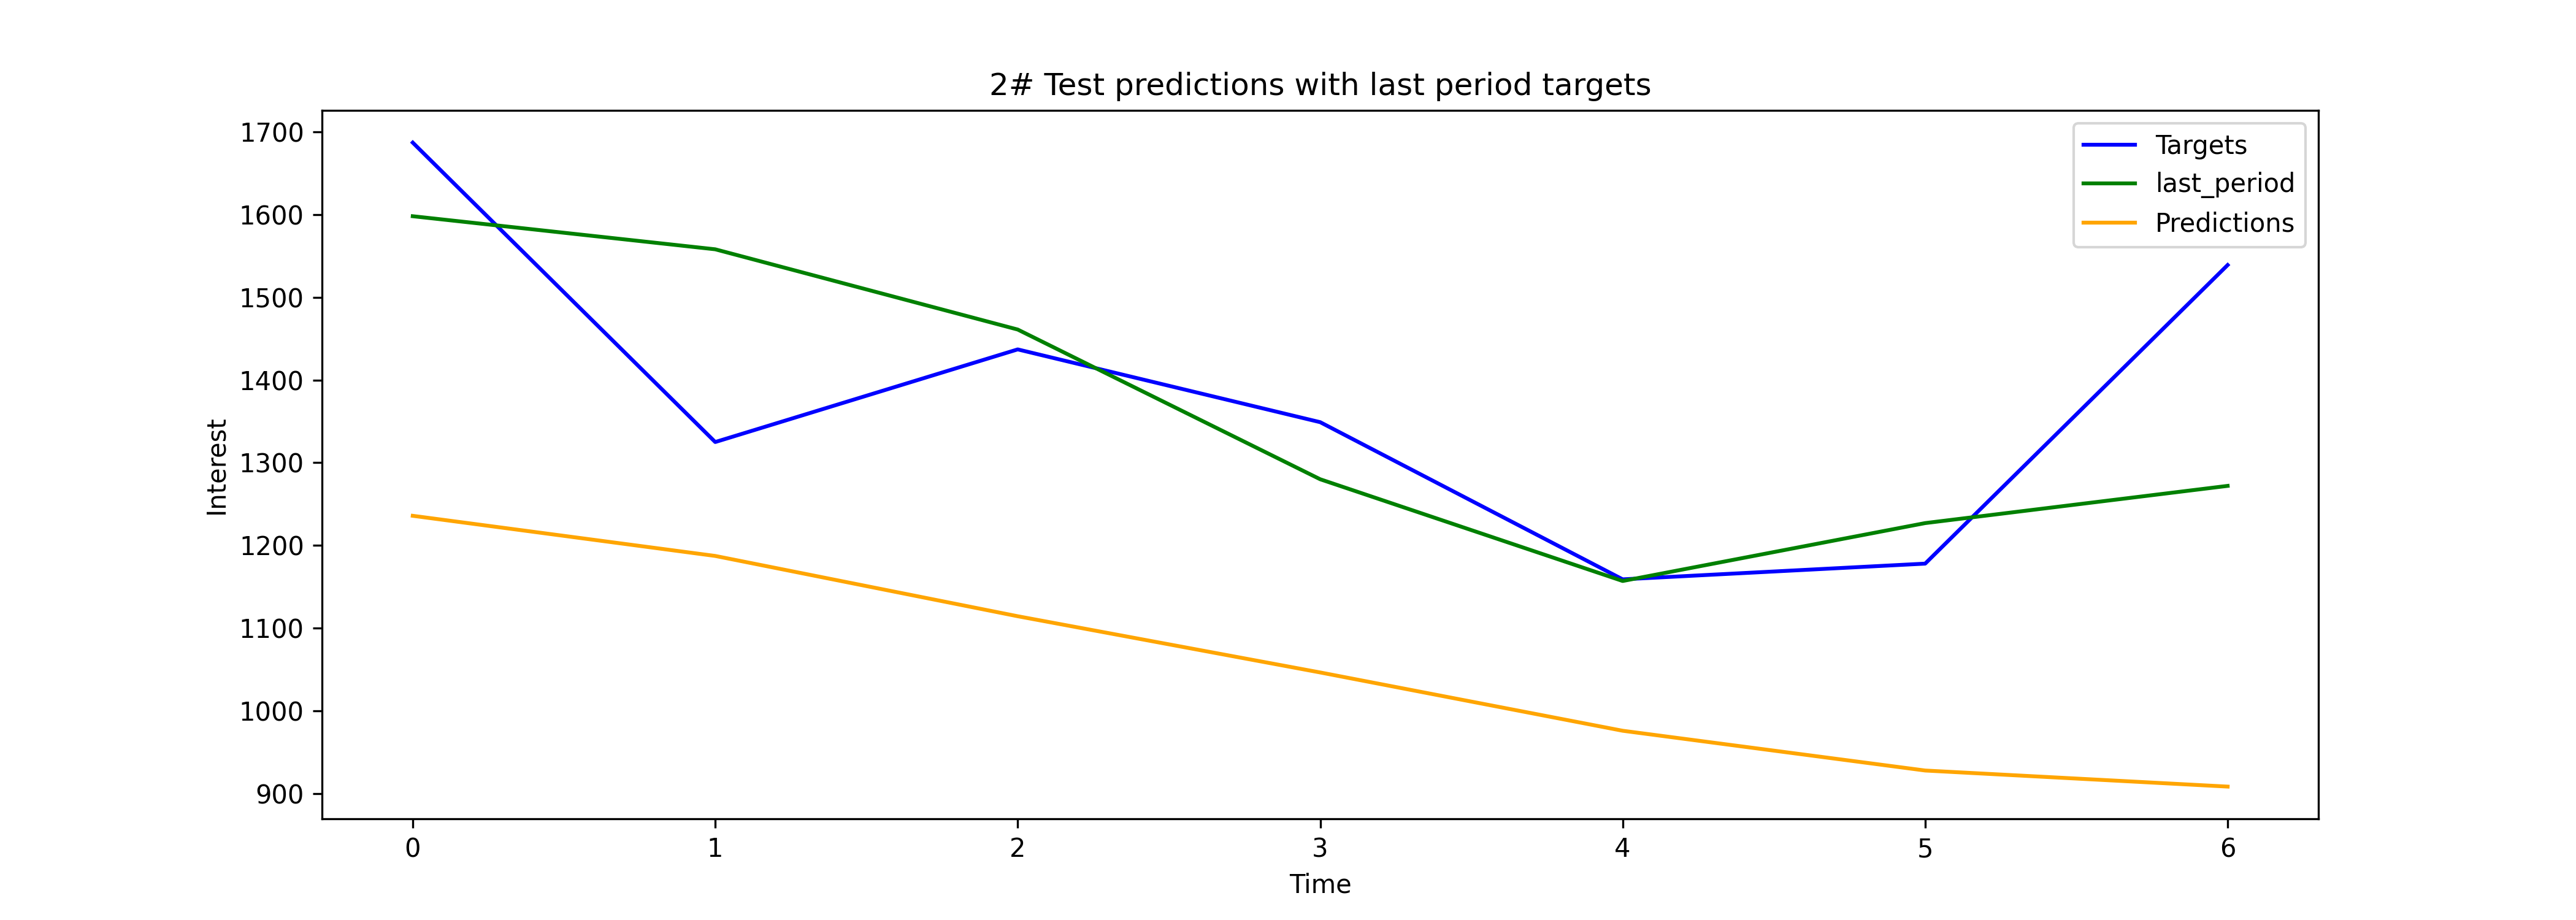 2# Test predictions with last period targets
Targets
last_period
Predictions
Interest
1700
1600
1500
1400
1300
1200
1100
1000
900
0 1 2 3 4 5 6
Time